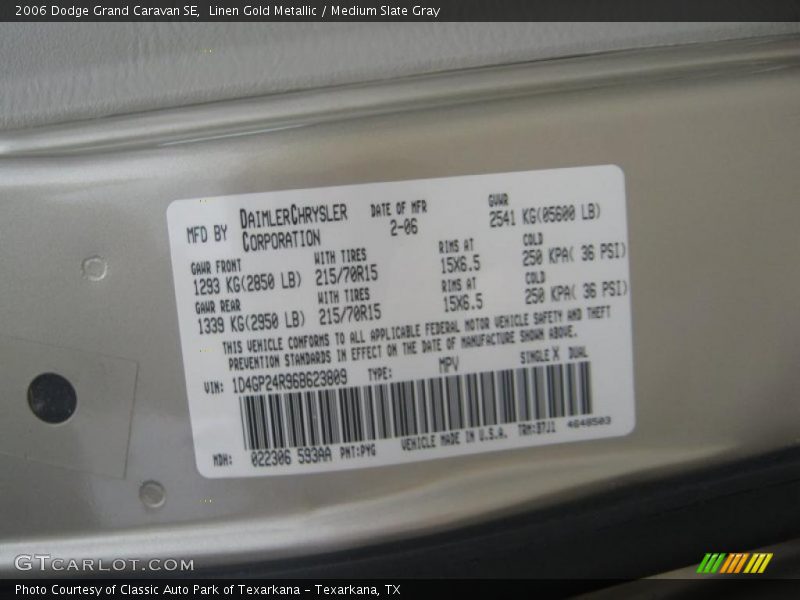 2006 Dodge Grand Caravan SE,  Linen Gold Metallic / Medium Slate Gray
MFD BY DAIMLERCHRYSLER CORPORATION DATE OF MFR 2-06 GVWR 2541 KG(05600 LB)
GAWR FRONT WITH TIRES RIMS AT COLD
1293 KG(2850 LB) 215/70R15 15X6.5 250 KPA( 36 PSI)
GAWR REAR WITH TIRES RIMS AT COLD
1339 KG(2950 LB) 215/70R15 15X6.5 250 KPA( 36 PSI)
THIS VEHICLE CONFORMS TO ALL APPLICABLE FEDERAL MOTOR VEHICLE SAFETY AND THEFT
PREVENTION STANDARDS IN EFFECT ON THE DATE OF MANUFACTURE SHOWN ABOVE.
VIN: 1D4GP24R96B623809 TYPE: MPV SINGLE X DUAL
MDH: 022306 593AA PNT:PYG VEHICLE MADE IN U.S.A. TRM:B7J1 4648503
GTCARLOT.COM
Photo Courtesy of Classic Auto Park of Texarkana - Texarkana, TX